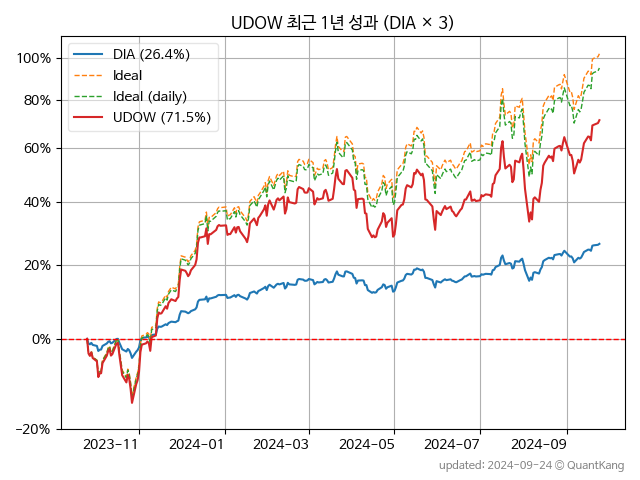 UDOW 최근 1년 성과 (DIA × 3)
DIA (26.4%)
Ideal
Ideal (daily)
UDOW (71.5%)
100%
80%
60%
40%
20%
0%
−20%
2023−11
2024−01
2024−03
2024−05
2024−07
2024−09
updated: 2024-09-24 © QuantKang